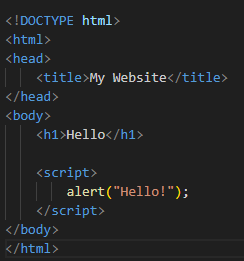 <!DOCTYPE html>
<html>
<head>
    <title>My Website</title>
</head>
<body>
    <h1>Hello</h1>

    <script>
        alert("Hello!");
    </script>
</body>
</html>